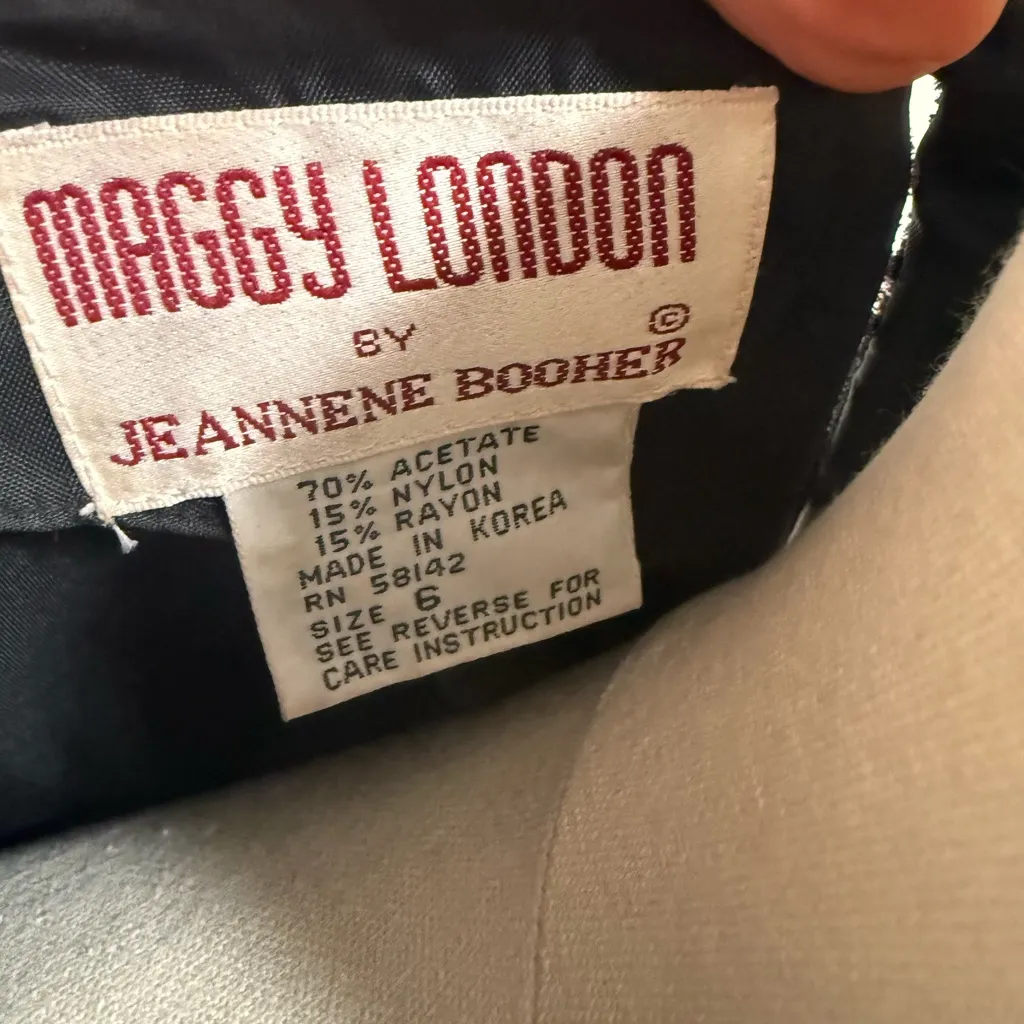 MAGGY LONDON
BY ©
JEANNENE BOOHER
70% ACETATE
15% NYLON
15% RAYON
MADE IN KOREA
RN 58142
SIZE 6
SEE REVERSE FOR
CARE INSTRUCTION